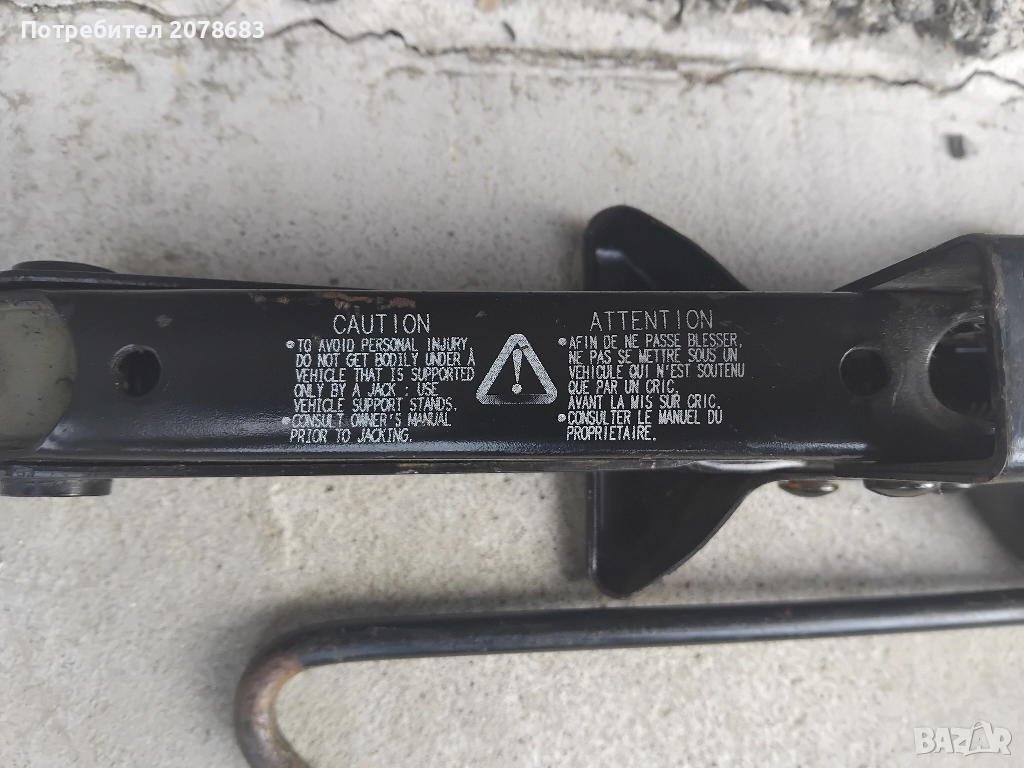 Потребител 2078683
CAUTION
•TO AVOID PERSONAL INJURY,
DO NOT GET BODILY UNDER A
VEHICLE THAT IS SUPPORTED
ONLY BY A JACK ; USE
VEHICLE SUPPORT STANDS.
•CONSULT OWNER'S MANUAL
PRIOR TO JACKING.
ATTENTION
•AFIN DE NE PASSE BLESSER,
NE PAS SE METTRE SOUS UN
VEHICULE QUI N'EST SOUTENU
QUE PAR UN CRIC.
AVANT LA MIS SUR CRIC,
•CONSULTER LE MANUEL DU
PROPRIETAIRE.
BAZAR